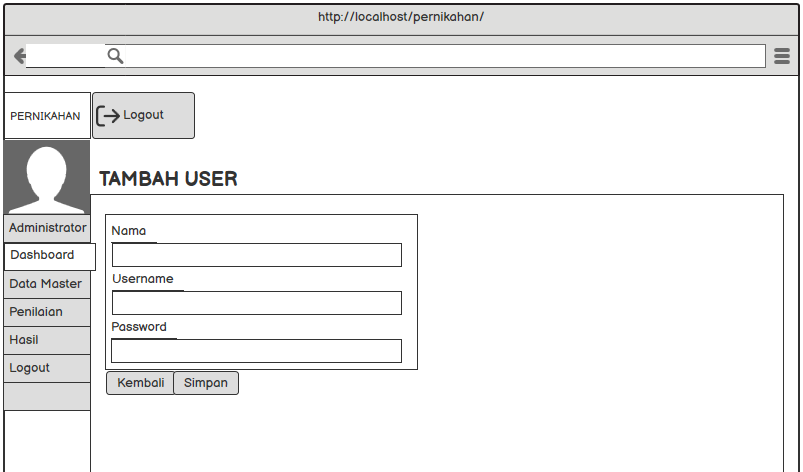 http://localhost/pernikahan/
PERNIKAHAN
Logout
TAMBAH USER
Administrator
Dashboard
Data Master
Penilaian
Hasil
Logout
Nama
Username
Password
Kembali
Simpan